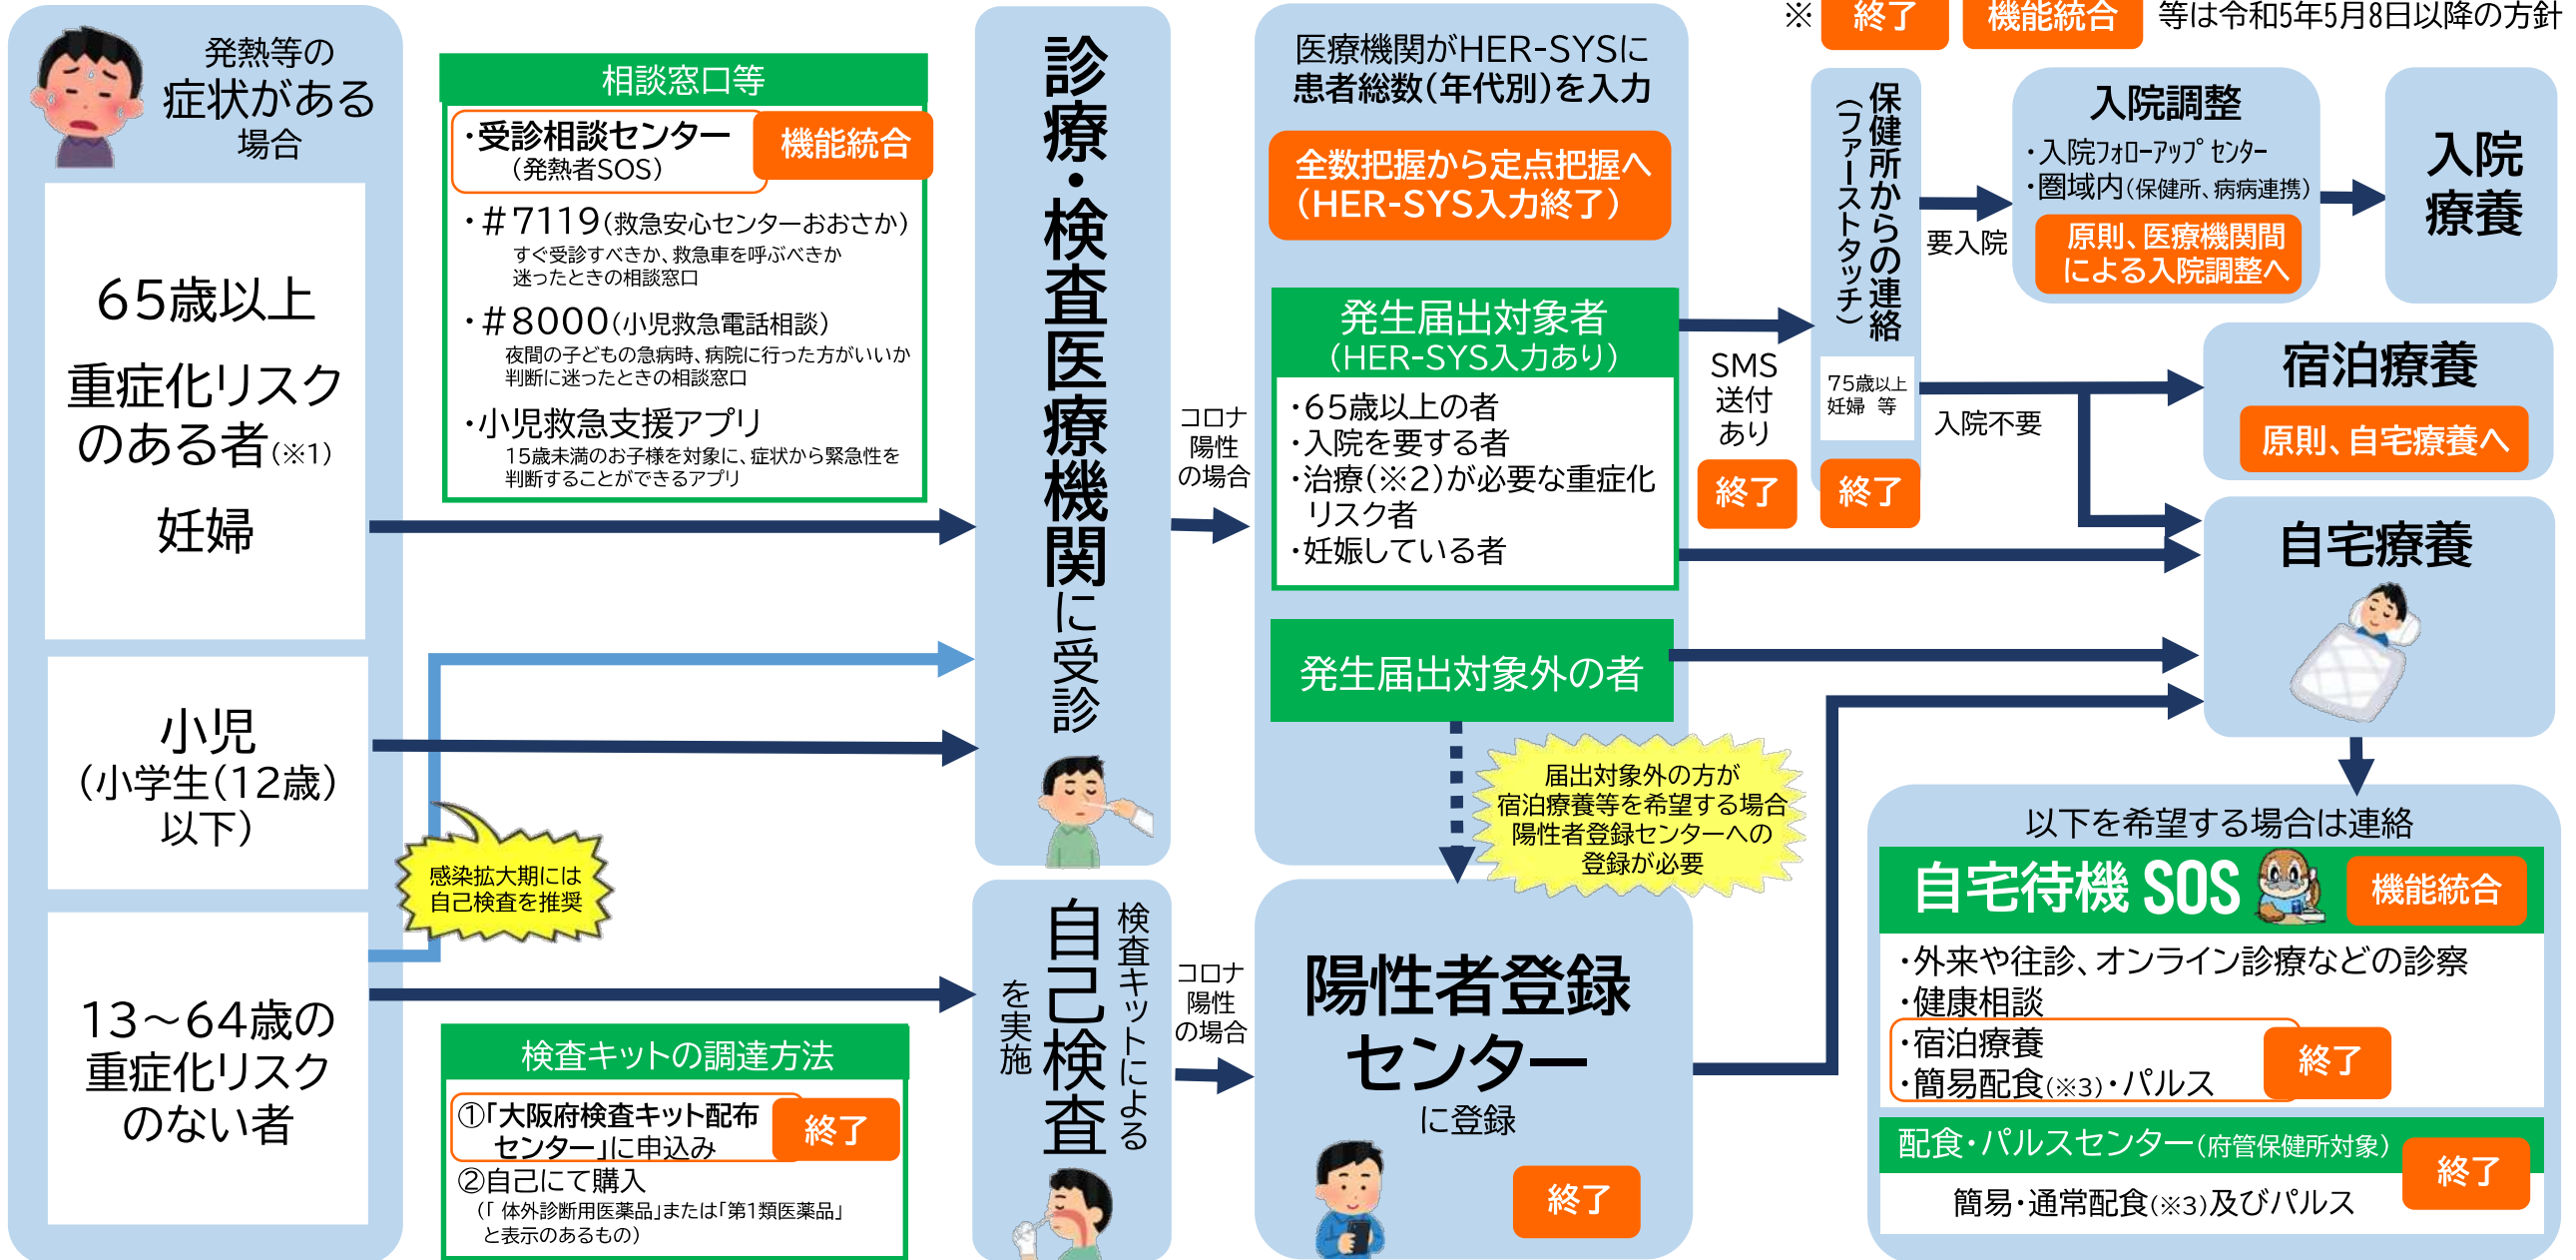 ※ 終了 機能統合 等は令和5年5月8日以降の方針
発熱等の
症状がある
場合
65歳以上
重症化リスク
のある者(※1)
妊婦
小児
(小学生(12歳)
以下)
13～64歳の
重症化リスク
のない者
相談窓口等
・受診相談センター
(発熱者SOS)
機能統合
・＃7119(救急安心センターおおさか)
すぐ受診すべきか、救急車を呼ぶべきか
迷ったときの相談窓口
・＃8000(小児救急電話相談)
夜間の子どもの急病時、病院に行った方がいいか
判断に迷ったときの相談窓口
・小児救急支援アプリ
15歳未満のお子様を対象に、症状から緊急性を
判断することができるアプリ
感染拡大期には
自己検査を推奨
検査キットの調達方法
①「大阪府検査キット配布
センター」に申込み
終了
②自己にて購入
(「 体外診断用医薬品」または「第1類医薬品」
と表示のあるもの)
診療・検査医療機関に受診
検査キットによる
自己検査
を実施
コロナ
陽性
の場合
コロナ
陽性
の場合
医療機関がHER-SYSに
患者総数(年代別)を入力
全数把握から定点把握へ
(HER-SYS入力終了)
発生届出対象者
(HER-SYS入力あり)
・65歳以上の者
・入院を要する者
・治療(※2)が必要な重症化
リスク者
・妊娠している者
発生届出対象外の者
届出対象外の方が
宿泊療養等を希望する場合
陽性者登録センターへの
登録が必要
陽性者登録
センター
に登録
終了
SMS
送付
あり
終了
保健所からの連絡
(ファーストタッチ)
75歳以上
妊婦 等
終了
要入院
入院不要
入院調整
・入院フォローアップセンター
・圏域内(保健所、病病連携)
原則、医療機関間
による入院調整へ
入院
療養
宿泊療養
原則、自宅療養へ
自宅療養
以下を希望する場合は連絡
自宅待機 SOS
機能統合
・外来や往診、オンライン診療などの診察
・健康相談
・宿泊療養
・簡易配食(※3)・パルス
終了
配食・パルスセンター(府管保健所対象)
終了
簡易・通常配食(※3)及びパルス